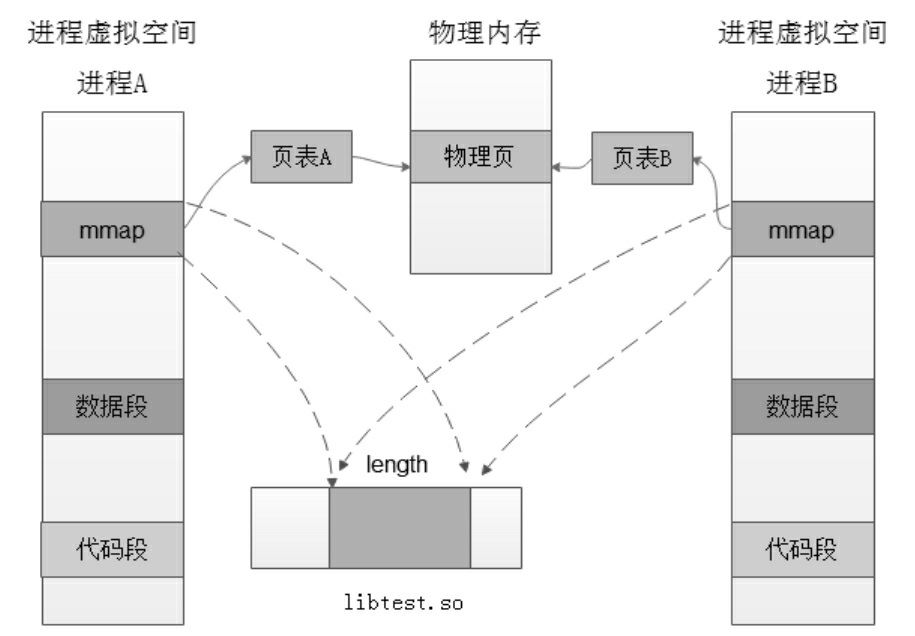 进程虚拟空间
物理内存
进程虚拟空间
进程A
进程B
页表A
物理页
页表B
mmap
mmap
数据段
数据段
length
代码段
代码段
libtest.so